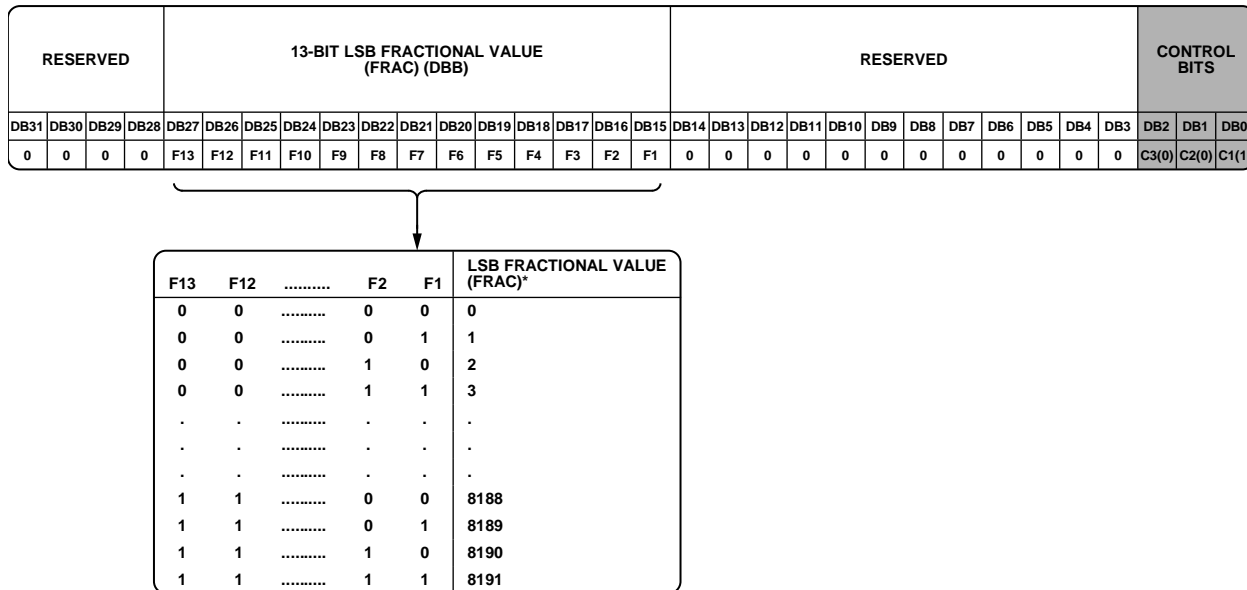 RESERVED
13-BIT LSB FRACTIONAL VALUE
(FRAC) (DBB)
RESERVED
CONTROL
BITS
DB31 DB30 DB29 DB28 DB27 DB26 DB25 DB24 DB23 DB22 DB21 DB20 DB19 DB18 DB17 DB16 DB15 DB14 DB13 DB12 DB11 DB10 DB9 DB8 DB7 DB6 DB5 DB4 DB3 DB2 DB1 DB0
0 0 0 0 F13 F12 F11 F10 F9 F8 F7 F6 F5 F4 F3 F2 F1 0 0 0 0 0 0 0 0 0 0 0 0 C3(0) C2(0) C1(1
F13 F12 .......... F2 F1 LSB FRACTIONAL VALUE
(FRAC)*
0 0 .......... 0 0 0
0 0 .......... 0 1 1
0 0 .......... 1 0 2
0 0 .......... 1 1 3
. . .......... . . .
. . .......... . . .
. . .......... . . .
1 1 .......... 0 0 8188
1 1 .......... 0 1 8189
1 1 .......... 1 0 8190
1 1 .......... 1 1 8191